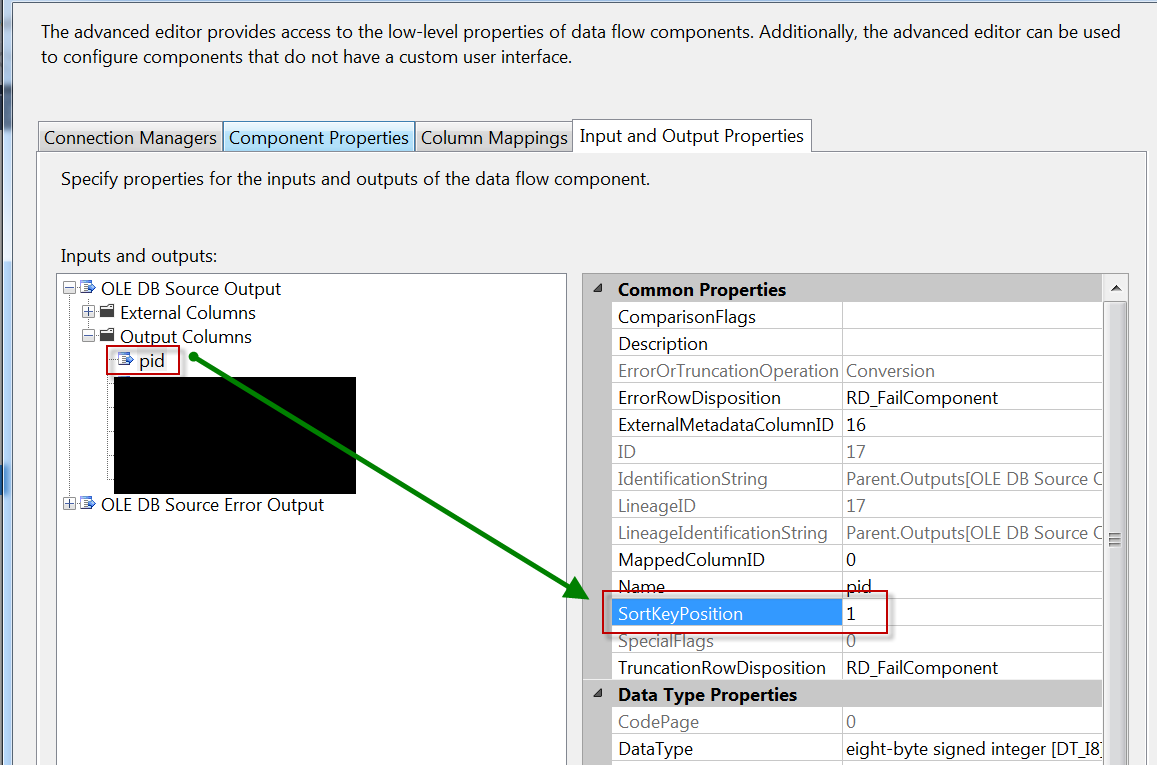 The advanced editor provides access to the low-level properties of data flow components. Additionally, the advanced editor can be used
to configure components that do not have a custom user interface.
Connection Managers Component Properties Column Mappings Input and Output Properties
Specify properties for the inputs and outputs of the data flow component.
Inputs and outputs:
OLE DB Source Output
External Columns
Output Columns
pid
OLE DB Source Error Output
Common Properties
ComparisonFlags
Description
ErrorOrTruncationOperation Conversion
ErrorRowDisposition RD_FailComponent
ExternalMetadataColumnID 16
ID 17
IdentificationString Parent.Outputs[OLE DB Source C
LineageID 17
LineageIdentificationString Parent.Outputs[OLE DB Source C
MappedColumnID 0
Name pid
SortKeyPosition 1
SpecialFlags 0
TruncationRowDisposition RD_FailComponent
Data Type Properties
CodePage 0
DataType eight-byte signed integer [DT_I8]